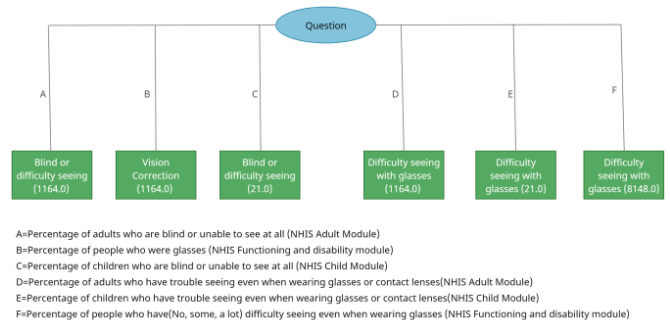 Question
A
B
C
D
E
F
Blind or
difficulty seeing
(1164.0)
Vision
Correction
(1164.0)
Blind or
difficulty seeing
(21.0)
Difficulty seeing
with glasses
(1164.0)
Difficulty
seeing with
glasses (21.0)
Difficulty
seeing with
glasses (8148.0)
A=Percentage of adults who are blind or unable to see at all (NHIS Adult Module)
B=Percentage of people who were glasses (NHIS Functioning and disability module)
C=Percentage of children who are blind or unable to see at all (NHIS Child Module)
D=Percentage of adults who have trouble seeing even when wearing glasses or contact lenses(NHIS Adult Module)
E=Percentage of children who have trouble seeing even when wearing glasses or contact lenses(NHIS Child Module)
F=Percentage of people who have(No, some, a lot) difficulty seeing even when wearing glasses (NHIS Functioning and disability module)